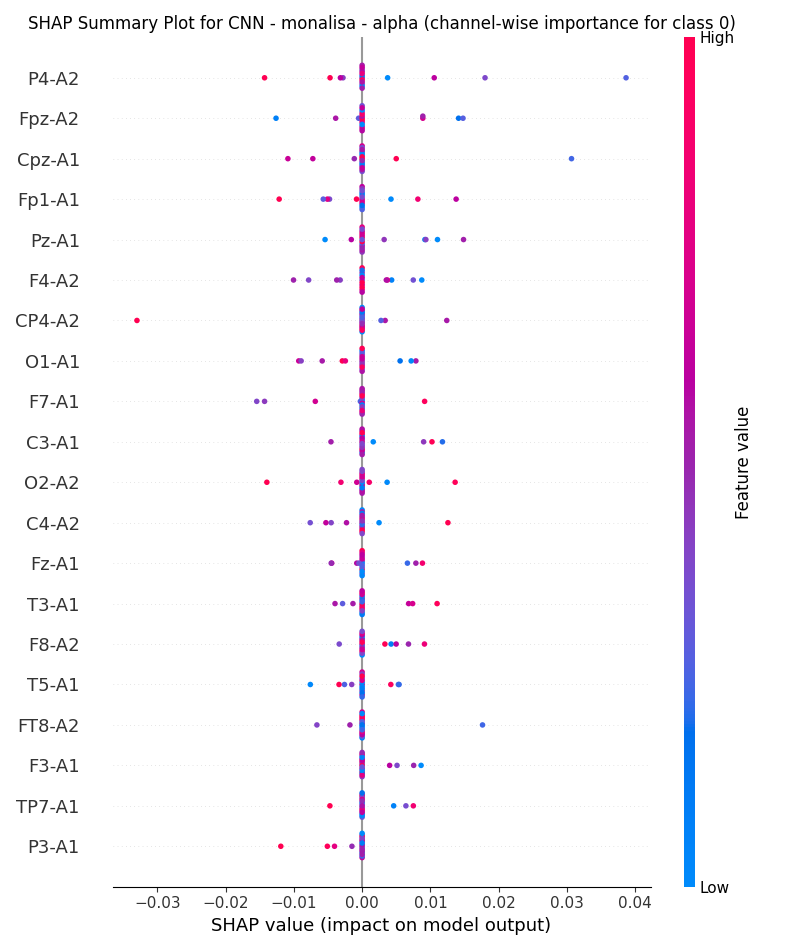 SHAP Summary Plot for CNN - monalisa - alpha (channel-wise importance for class 0)
High
P4-A2
Fpz-A2
Cpz-A1
Fp1-A1
Pz-A1
F4-A2
CP4-A2
O1-A1
F7-A1
C3-A1
O2-A2
C4-A2
Fz-A1
T3-A1
F8-A2
T5-A1
FT8-A2
F3-A1
TP7-A1
P3-A1
Feature value
Low
−0.03 −0.02 −0.01 0.00 0.01 0.02 0.03 0.04
SHAP value (impact on model output)